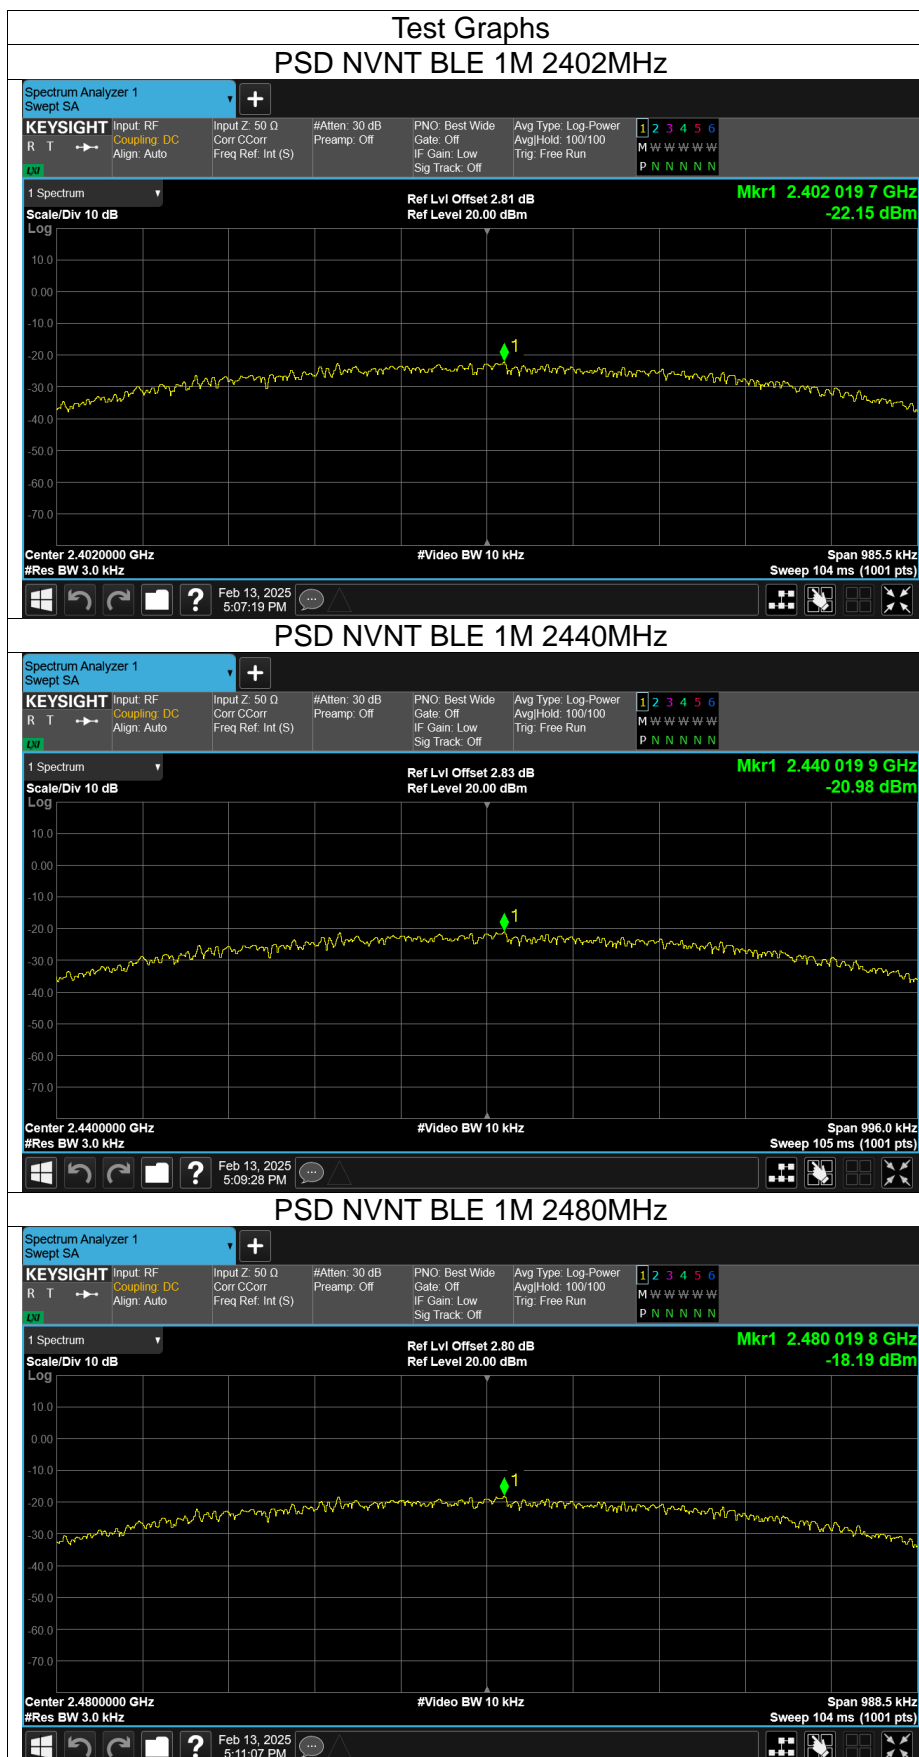 Test Graphs
PSD NVNT BLE 1M 2402MHz
Spectrum Analyzer 1
Swept SA
KEYSIGHT Input: RF Input Z: 50 Ω #Atten: 30 dB PNO: Best Wide Avg Type: Log-Power 1 2 3 4 5 6
R T Coupling: DC Corr CCorr Preamp: Off Gate: Off Avg|Hold: 100/100 M W W W W W
Align: Auto Freq Ref: Int (S) IF Gain: Low Trig: Free Run
LXI Sig Track: Off P N N N N N
1 Spectrum Ref Lvl Offset 2.81 dB Mkr1 2.402 019 7 GHz
Scale/Div 10 dB Ref Level 20.00 dBm -22.15 dBm
Log
10.0
0.00
-10.0
1
-20.0
-30.0
-40.0
-50.0
-60.0
-70.0
Center 2.4020000 GHz #Video BW 10 kHz Span 985.5 kHz
#Res BW 3.0 kHz Sweep 104 ms (1001 pts)
? Feb 13, 2025
5:07:19 PM
PSD NVNT BLE 1M 2440MHz
Spectrum Analyzer 1
Swept SA
KEYSIGHT Input: RF Input Z: 50 Ω #Atten: 30 dB PNO: Best Wide Avg Type: Log-Power 1 2 3 4 5 6
R T Coupling: DC Corr CCorr Preamp: Off Gate: Off Avg|Hold: 100/100 M W W W W W
Align: Auto Freq Ref: Int (S) IF Gain: Low Trig: Free Run
LXI Sig Track: Off P N N N N N
1 Spectrum Ref Lvl Offset 2.83 dB Mkr1 2.440 019 9 GHz
Scale/Div 10 dB Ref Level 20.00 dBm -20.98 dBm
Log
10.0
0.00
-10.0
1
-20.0
-30.0
-40.0
-50.0
-60.0
-70.0
Center 2.4400000 GHz #Video BW 10 kHz Span 996.0 kHz
#Res BW 3.0 kHz Sweep 105 ms (1001 pts)
? Feb 13, 2025
5:09:28 PM
PSD NVNT BLE 1M 2480MHz
Spectrum Analyzer 1
Swept SA
KEYSIGHT Input: RF Input Z: 50 Ω #Atten: 30 dB PNO: Best Wide Avg Type: Log-Power 1 2 3 4 5 6
R T Coupling: DC Corr CCorr Preamp: Off Gate: Off Avg|Hold: 100/100 M W W W W W
Align: Auto Freq Ref: Int (S) IF Gain: Low Trig: Free Run
LXI Sig Track: Off P N N N N N
1 Spectrum Ref Lvl Offset 2.80 dB Mkr1 2.480 019 8 GHz
Scale/Div 10 dB Ref Level 20.00 dBm -18.19 dBm
Log
10.0
0.00
-10.0
1
-20.0
-30.0
-40.0
-50.0
-60.0
-70.0
Center 2.4800000 GHz #Video BW 10 kHz Span 988.5 kHz
#Res BW 3.0 kHz Sweep 104 ms (1001 pts)
? Feb 13, 2025
5:11:07 PM